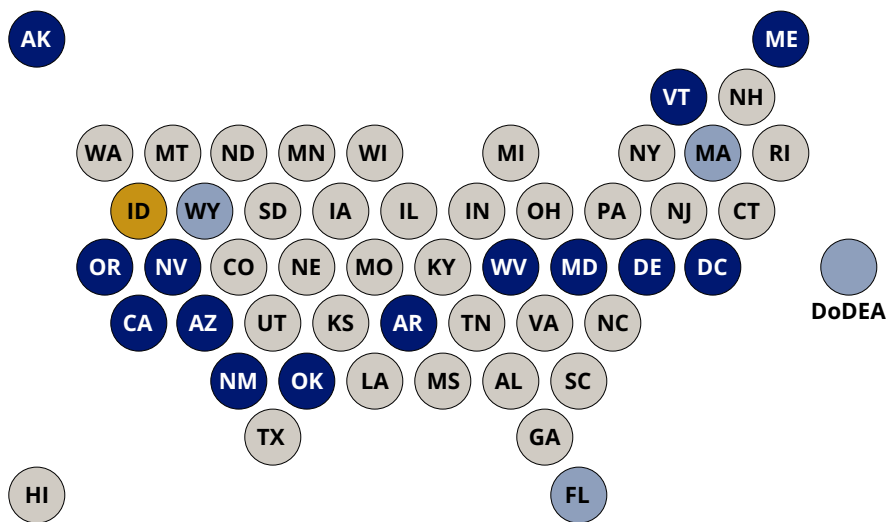 AK ME
VT NH
WA MT ND MN WI MI NY MA RI
ID WY SD IA IL IN OH PA NJ CT
OR NV CO NE MO KY WV MD DE DC
DoDEA
CA AZ UT KS AR TN VA NC
NM OK LA MS AL SC
TX GA
HI FL